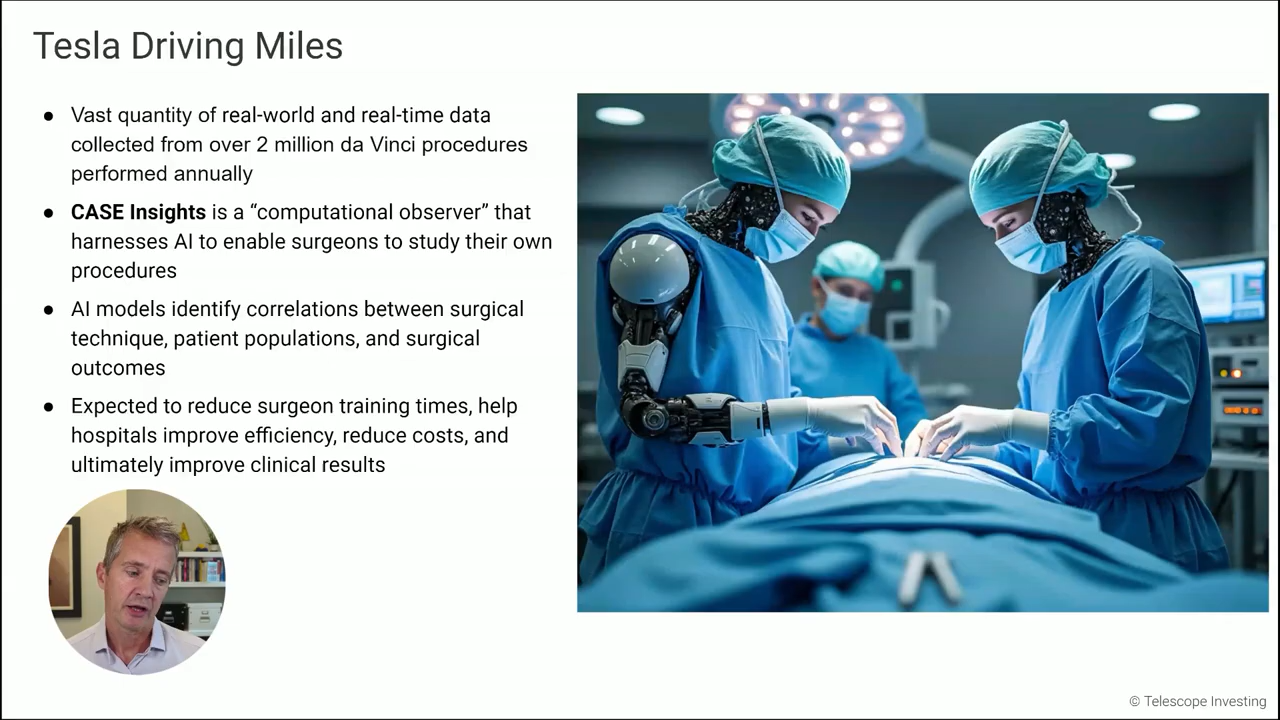 Tesla Driving Miles
● Vast quantity of real-world and real-time data
collected from over 2 million da Vinci procedures
performed annually
● CASE Insights is a “computational observer” that
harnesses AI to enable surgeons to study their own
procedures
● AI models identify correlations between surgical
technique, patient populations, and surgical
outcomes
● Expected to reduce surgeon training times, help
hospitals improve efficiency, reduce costs, and
ultimately improve clinical results
© Telescope Investing